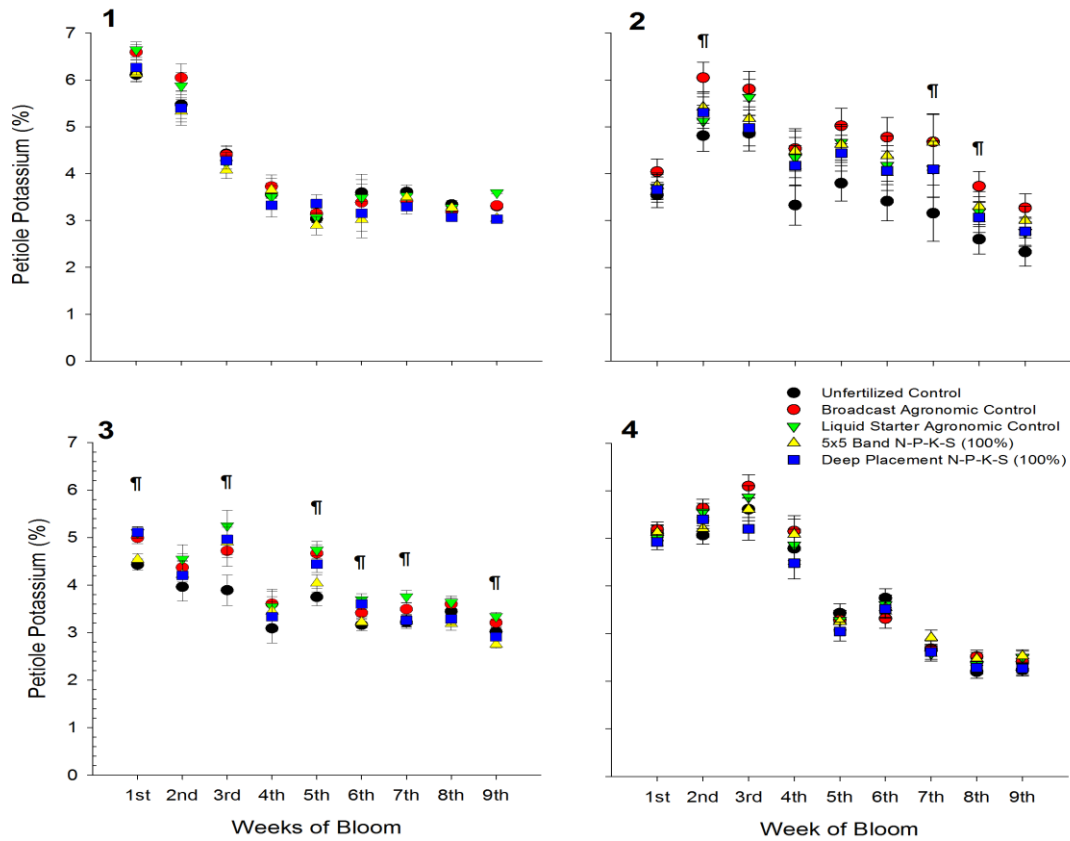 1
2
Petiole Potassium (%)
7
6
5
4
3
2
1
0
¶
¶
¶
3
4
Unfertilized Control
Broadcast Agronomic Control
Liquid Starter Agronomic Control
5x5 Band N-P-K-S (100%)
Deep Placement N-P-K-S (100%)
Petiole Potassium (%)
7
6
5
4
3
2
1
0
¶
¶
¶
¶
¶
¶
1st 2nd 3rd 4th 5th 6th 7th 8th 9th
Weeks of Bloom
1st 2nd 3rd 4th 5th 6th 7th 8th 9th
Week of Bloom